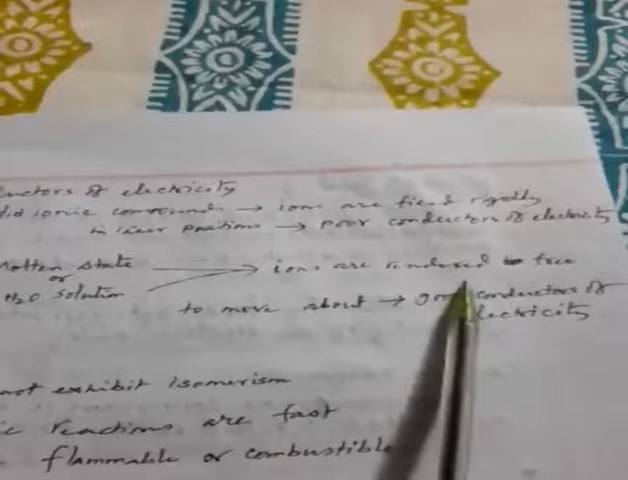 uctors of electricity
lid ionic compounds → ions are fixed rigidly
in their positions → poor conductors of electricity
Molten state → ions are rendered free
or
H2O solution
to move about → good conductors of electricity
not exhibit isomerism
ic reactions are fast
flammable or combustible